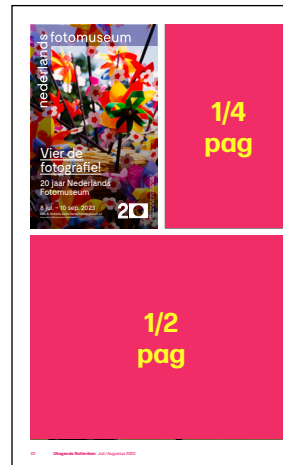 nederlands
fotomuseum
Vier de
fotografie!
20 jaar Nederlands
Fotomuseum
8 jul. – 10 sep. 2023
20
1/4
pag
1/2
pag
Uitagenda Rotterdam Juli / Augustus 2023